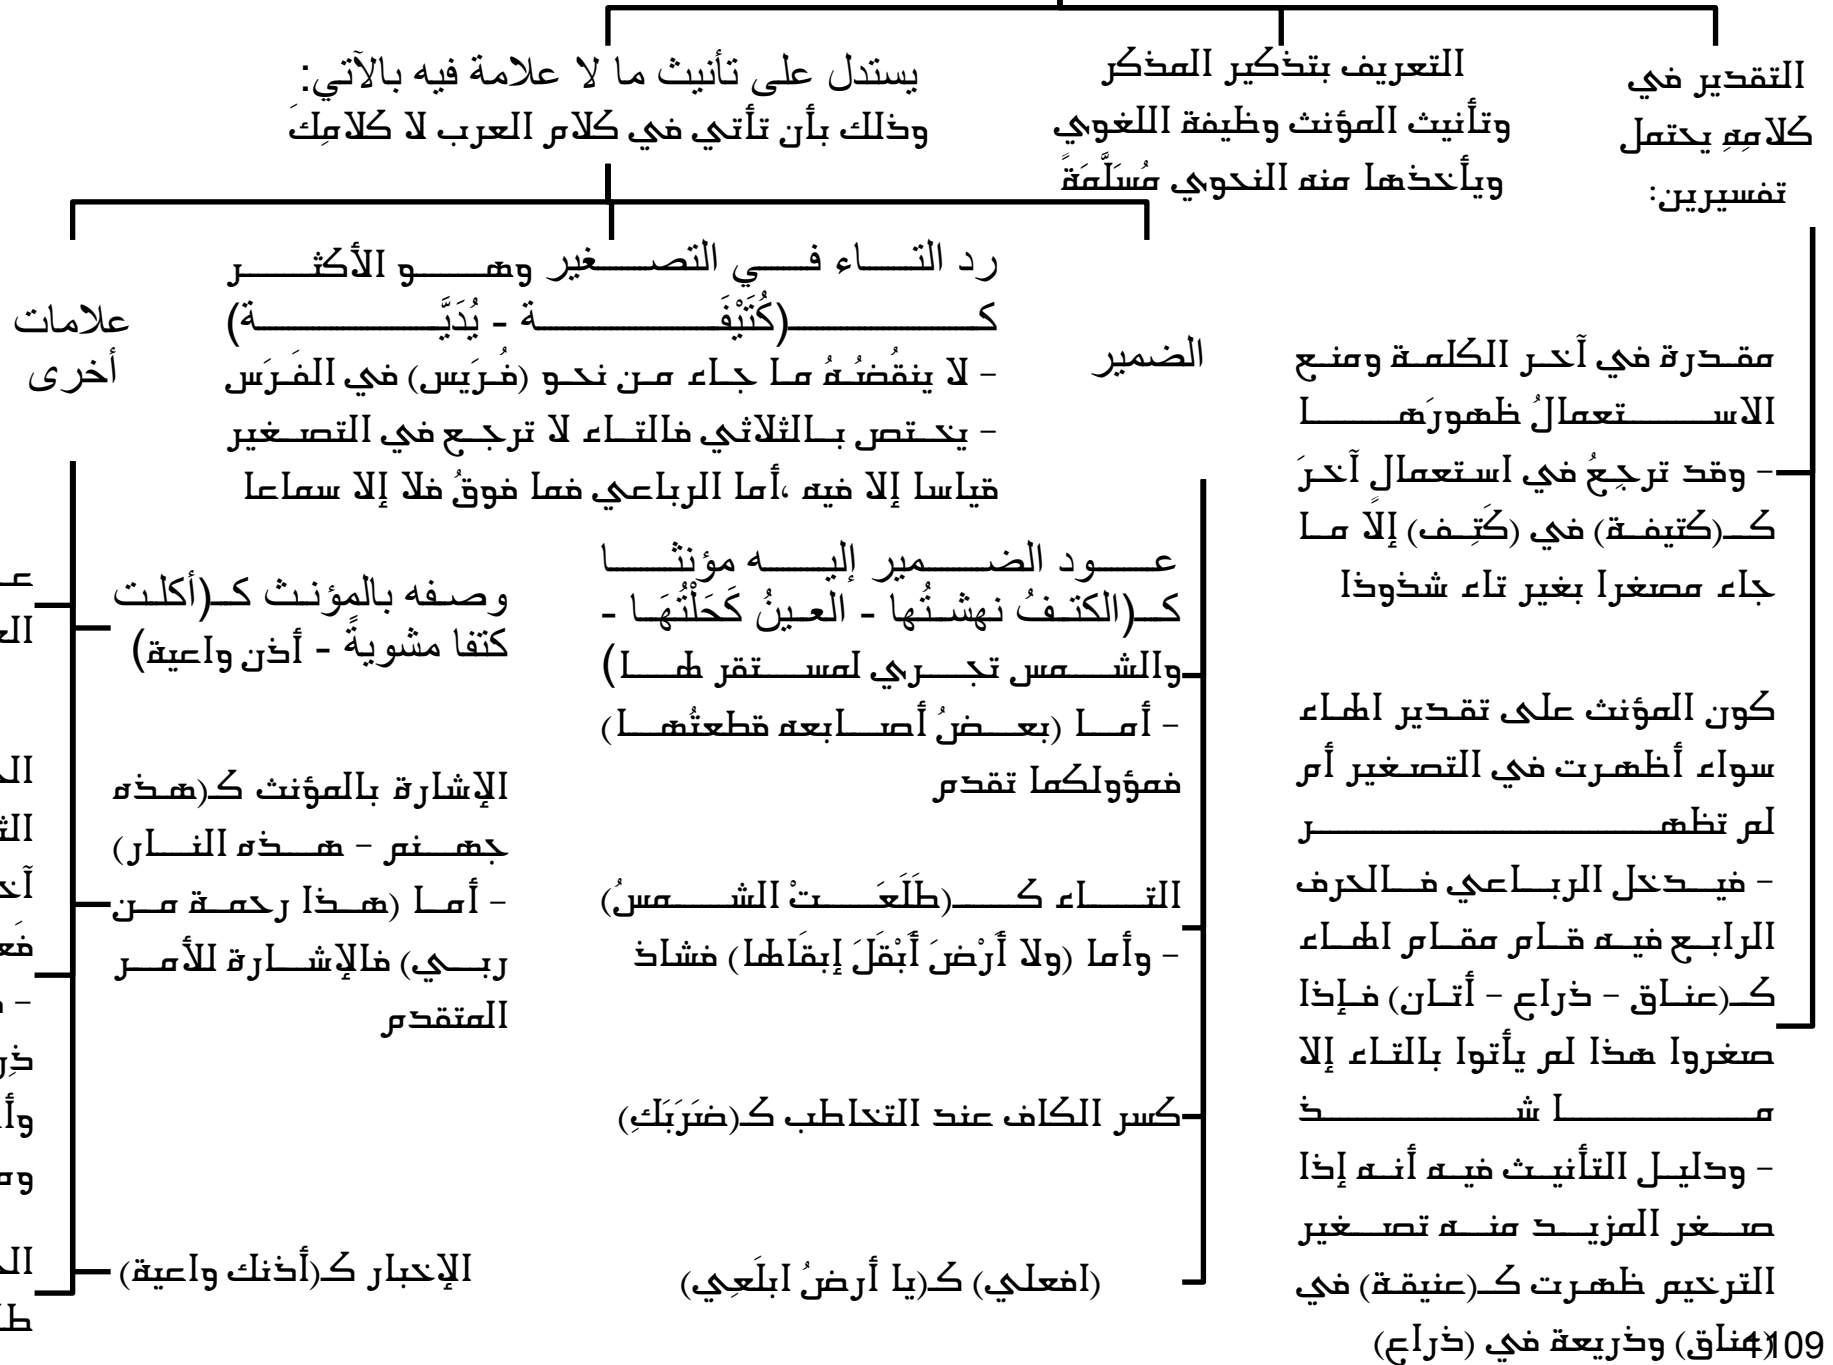 التقدير في
كلامِهِ يحتمل
تفسيرين:
مقدرة في آخر الكلمة ومنع
الاستعمالُ ظهورَها
- وقد ترجِعُ في استعمالٍ آخرَ
كـ(كتيفة) في (كَتِف) إلا ما
جاء مصغرا بغير تاء شذوذا
كون المؤنث على تقدير الهاء
سواء أظهرت في التصغير أم
لم تظهر
- فيدخل الرباعي فالحرف
الرابع فيه قام مقام الهاء
كـ(عناق - ذراع - أتان) فإذا
صغروا هذا لم يأتوا بالتاء إلا
ما شذ
- ودليل التأنيث فيه أنه إذا
صغر المزيد منه تصغير
الترخيم ظهرت كـ(عنيقة) في
(عناق) وذريعة في (ذراع)
التعريف بتذكير المذكر
وتأنيث المؤنث وظيفة اللغوي
ويأخذها منه النحوي مُسَلَّمَةً
يستدل على تأنيث ما لا علامة فيه بالآتي:
وذلك بأن تأتي في كلام العرب لا كلامِكَ
الضمير
عود الضمير إليه مؤنثا
كـ(الكتفُ نهشتُها - العينُ كَحَلْتُهَا -
والشمس تجري لمستقر لها)
- أما (بعضُ أصابعه قطعتُها)
فمؤولكما تقدم
التاء كـ(طَلَعَتْ الشمسُ)
- وأما (ولا أَرْضَ أَبْقَلَ إِبقَالها) فشاذ
كسر الكاف عند التخاطب كـ(ضَرَبَكِ)
(افعلي) كـ(يا أرضُ ابلَعِي)
رد التاء في التصغير وهو الأكثر
كـ(كُتَيْفَة - يُدَيَّة)
- لا ينقُضُهُ ما جاء من نحو (فُرَيس) في الفَرَس
- يختص بالثلاثي فالتاء لا ترجع في التصغير
قياسا إلا فيه ،أما الرباعي فما فوقُ فلا إلا سماعا
علامات
أخرى
وصفه بالمؤنث كـ(أكلت
كتفا مشويةً - أذن واعية)
الإشارة بالمؤنث كـ(هذه
جهنم - هذه النار)
- أما (هذا رحمة من
ربي) فالإشارة للأمر
المتقدم
الإخبار كـ(أذنك واعية)